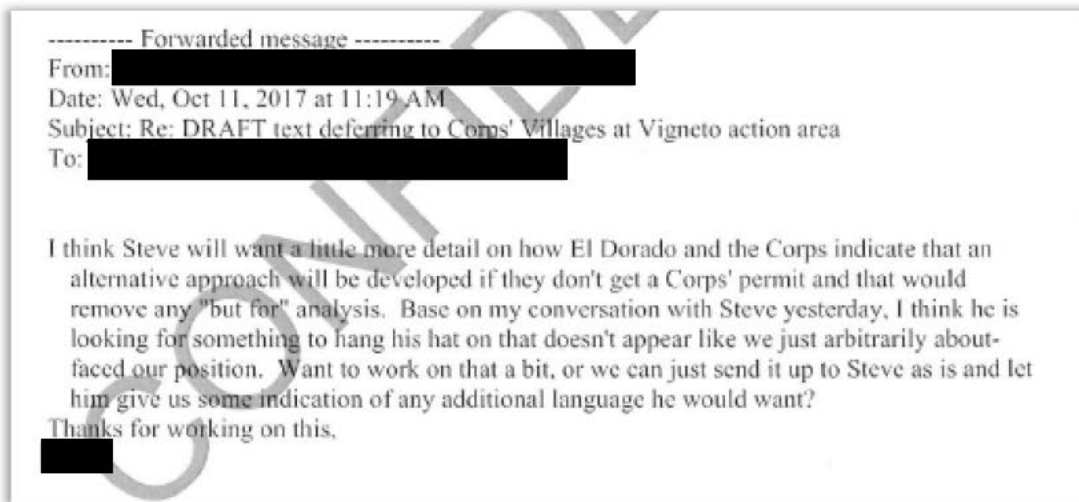 ---------- Forwarded message ----------
From:
Date: Wed, Oct 11, 2017 at 11:19 AM
Subject: Re: DRAFT text deferring to Corps' Villages at Vigneto action area
To:
I think Steve will want a little more detail on how El Dorado and the Corps indicate that an
alternative approach will be developed if they don't get a Corps' permit and that would
remove any "but for" analysis. Base on my conversation with Steve yesterday, I think he is
looking for something to hang his hat on that doesn't appear like we just arbitrarily about-
faced our position. Want to work on that a bit, or we can just send it up to Steve as is and let
him give us some indication of any additional language he would want?
Thanks for working on this,
CONFIDE